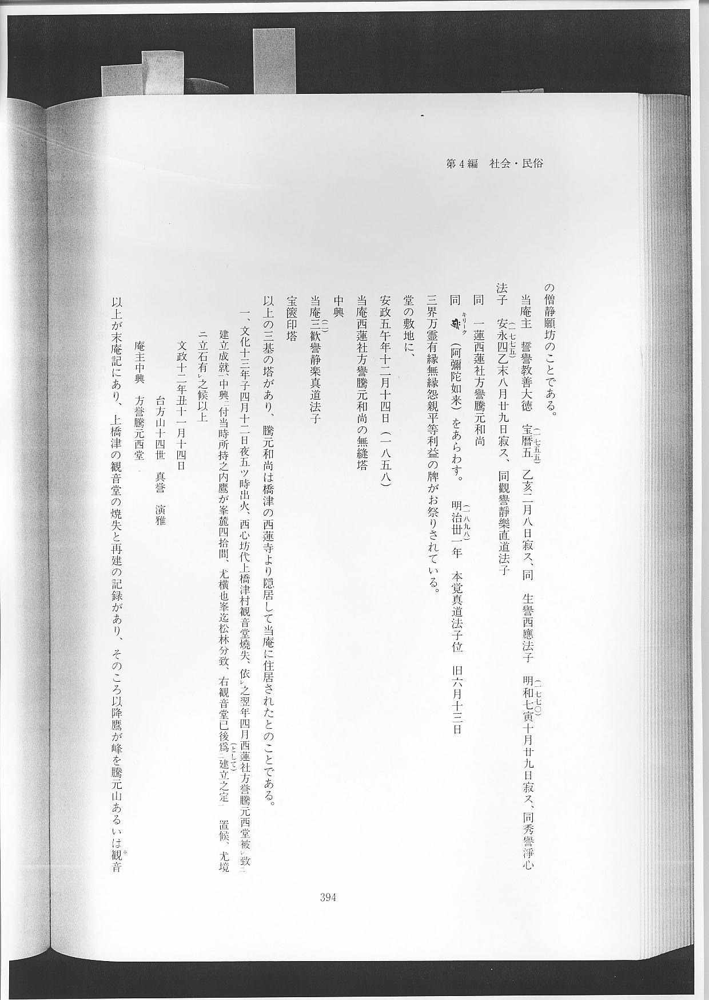 第4編　社会・民俗
の僧静願坊のことである。
当庵主　誓譽教善大徳　宝暦五(一七五五)　乙亥二月八日寂ス、同　生譽西應法子　明和七寅(一七七〇)十月廿九日寂ス、同秀譽淨心
法子　安永四(一七七五)乙未八月廿九日寂ス、同觀譽靜樂直道法子
同　一蓮西蓮社方譽騰元和尚
同　(キリーク)（阿彌陀如来）をあらわす。　明治丗一年(一八九八)　本覚真道法子位　旧六月十三日
三界万霊有縁無縁怨親平等利益の牌がお祭りされている。
堂の敷地に、
安政五午年十二月十四日（一八五八）
当庵西蓮社方譽騰元和尚の無縫塔
中興
当庵三(二)歓譽静楽真道法子
宝篋印塔
以上の三基の塔があり、騰元和尚は橋津の西蓮寺より隠居して当庵に住居されたとのことである。
一、文化十三年子四月十二日夜五ツ時出火、西心坊代上橋津村観音堂燒失、依レ之翌年四月西蓮社方誉騰元西堂被レ致二
建立成就一、中興ニ付当時所持之内鷹が峯麓四拾間、尤横也峯迄松林分致、右観音堂已後爲(として)二建立之定一　置候、尤境
ニ立石有レ之候以上
文政十二年丑十一月十四日
台方山十四世　真誉　演雅
庵主中興　方誉騰元西堂
以上が末庵記にあり、上橋津の観音堂の焼失と再建の記録があり、そのころ以降鷹が峰を騰元山あるいは※観音
394